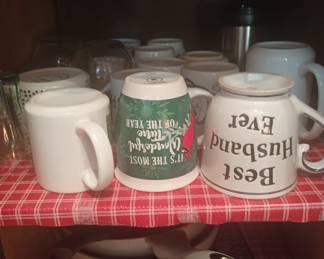 IT'S THE MOST
Wonderful
Time
OF THE YEAR
Best
Husband
Ever